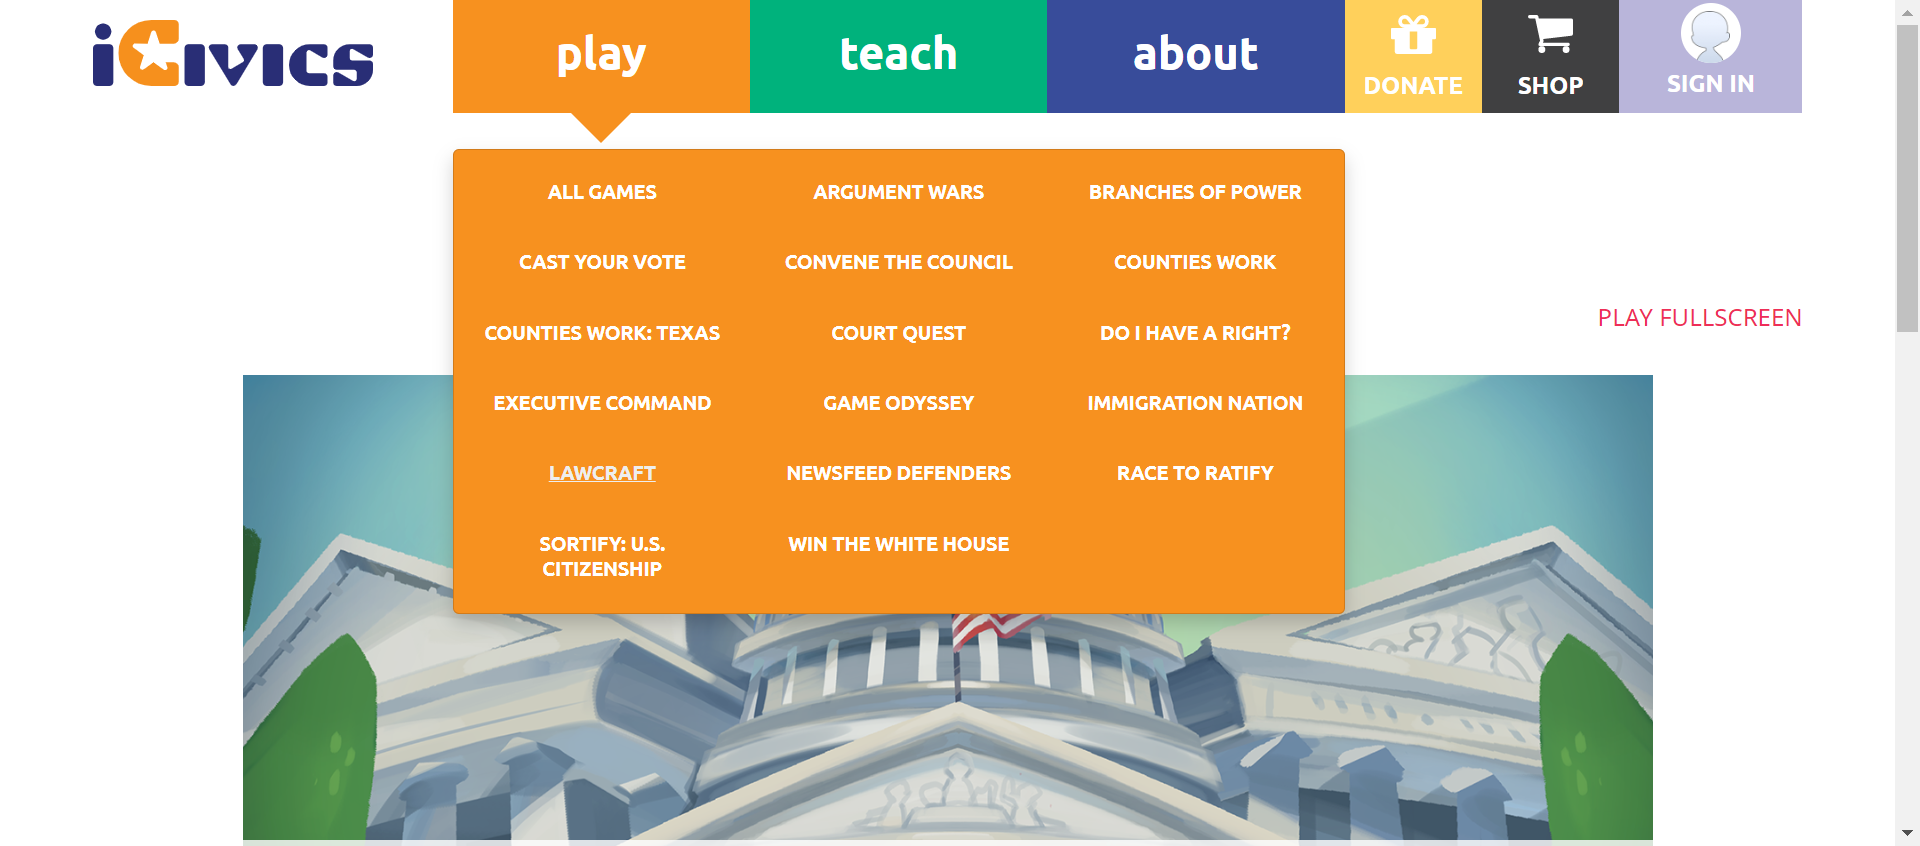 iCivics
play
teach
about
DONATE
SHOP
SIGN IN
ALL GAMES
ARGUMENT WARS
BRANCHES OF POWER
CAST YOUR VOTE
CONVENE THE COUNCIL
COUNTIES WORK
COUNTIES WORK: TEXAS
COURT QUEST
DO I HAVE A RIGHT?
EXECUTIVE COMMAND
GAME ODYSSEY
IMMIGRATION NATION
LAWCRAFT
NEWSFEED DEFENDERS
RACE TO RATIFY
SORTIFY: U.S.
CITIZENSHIP
WIN THE WHITE HOUSE
PLAY FULLSCREEN